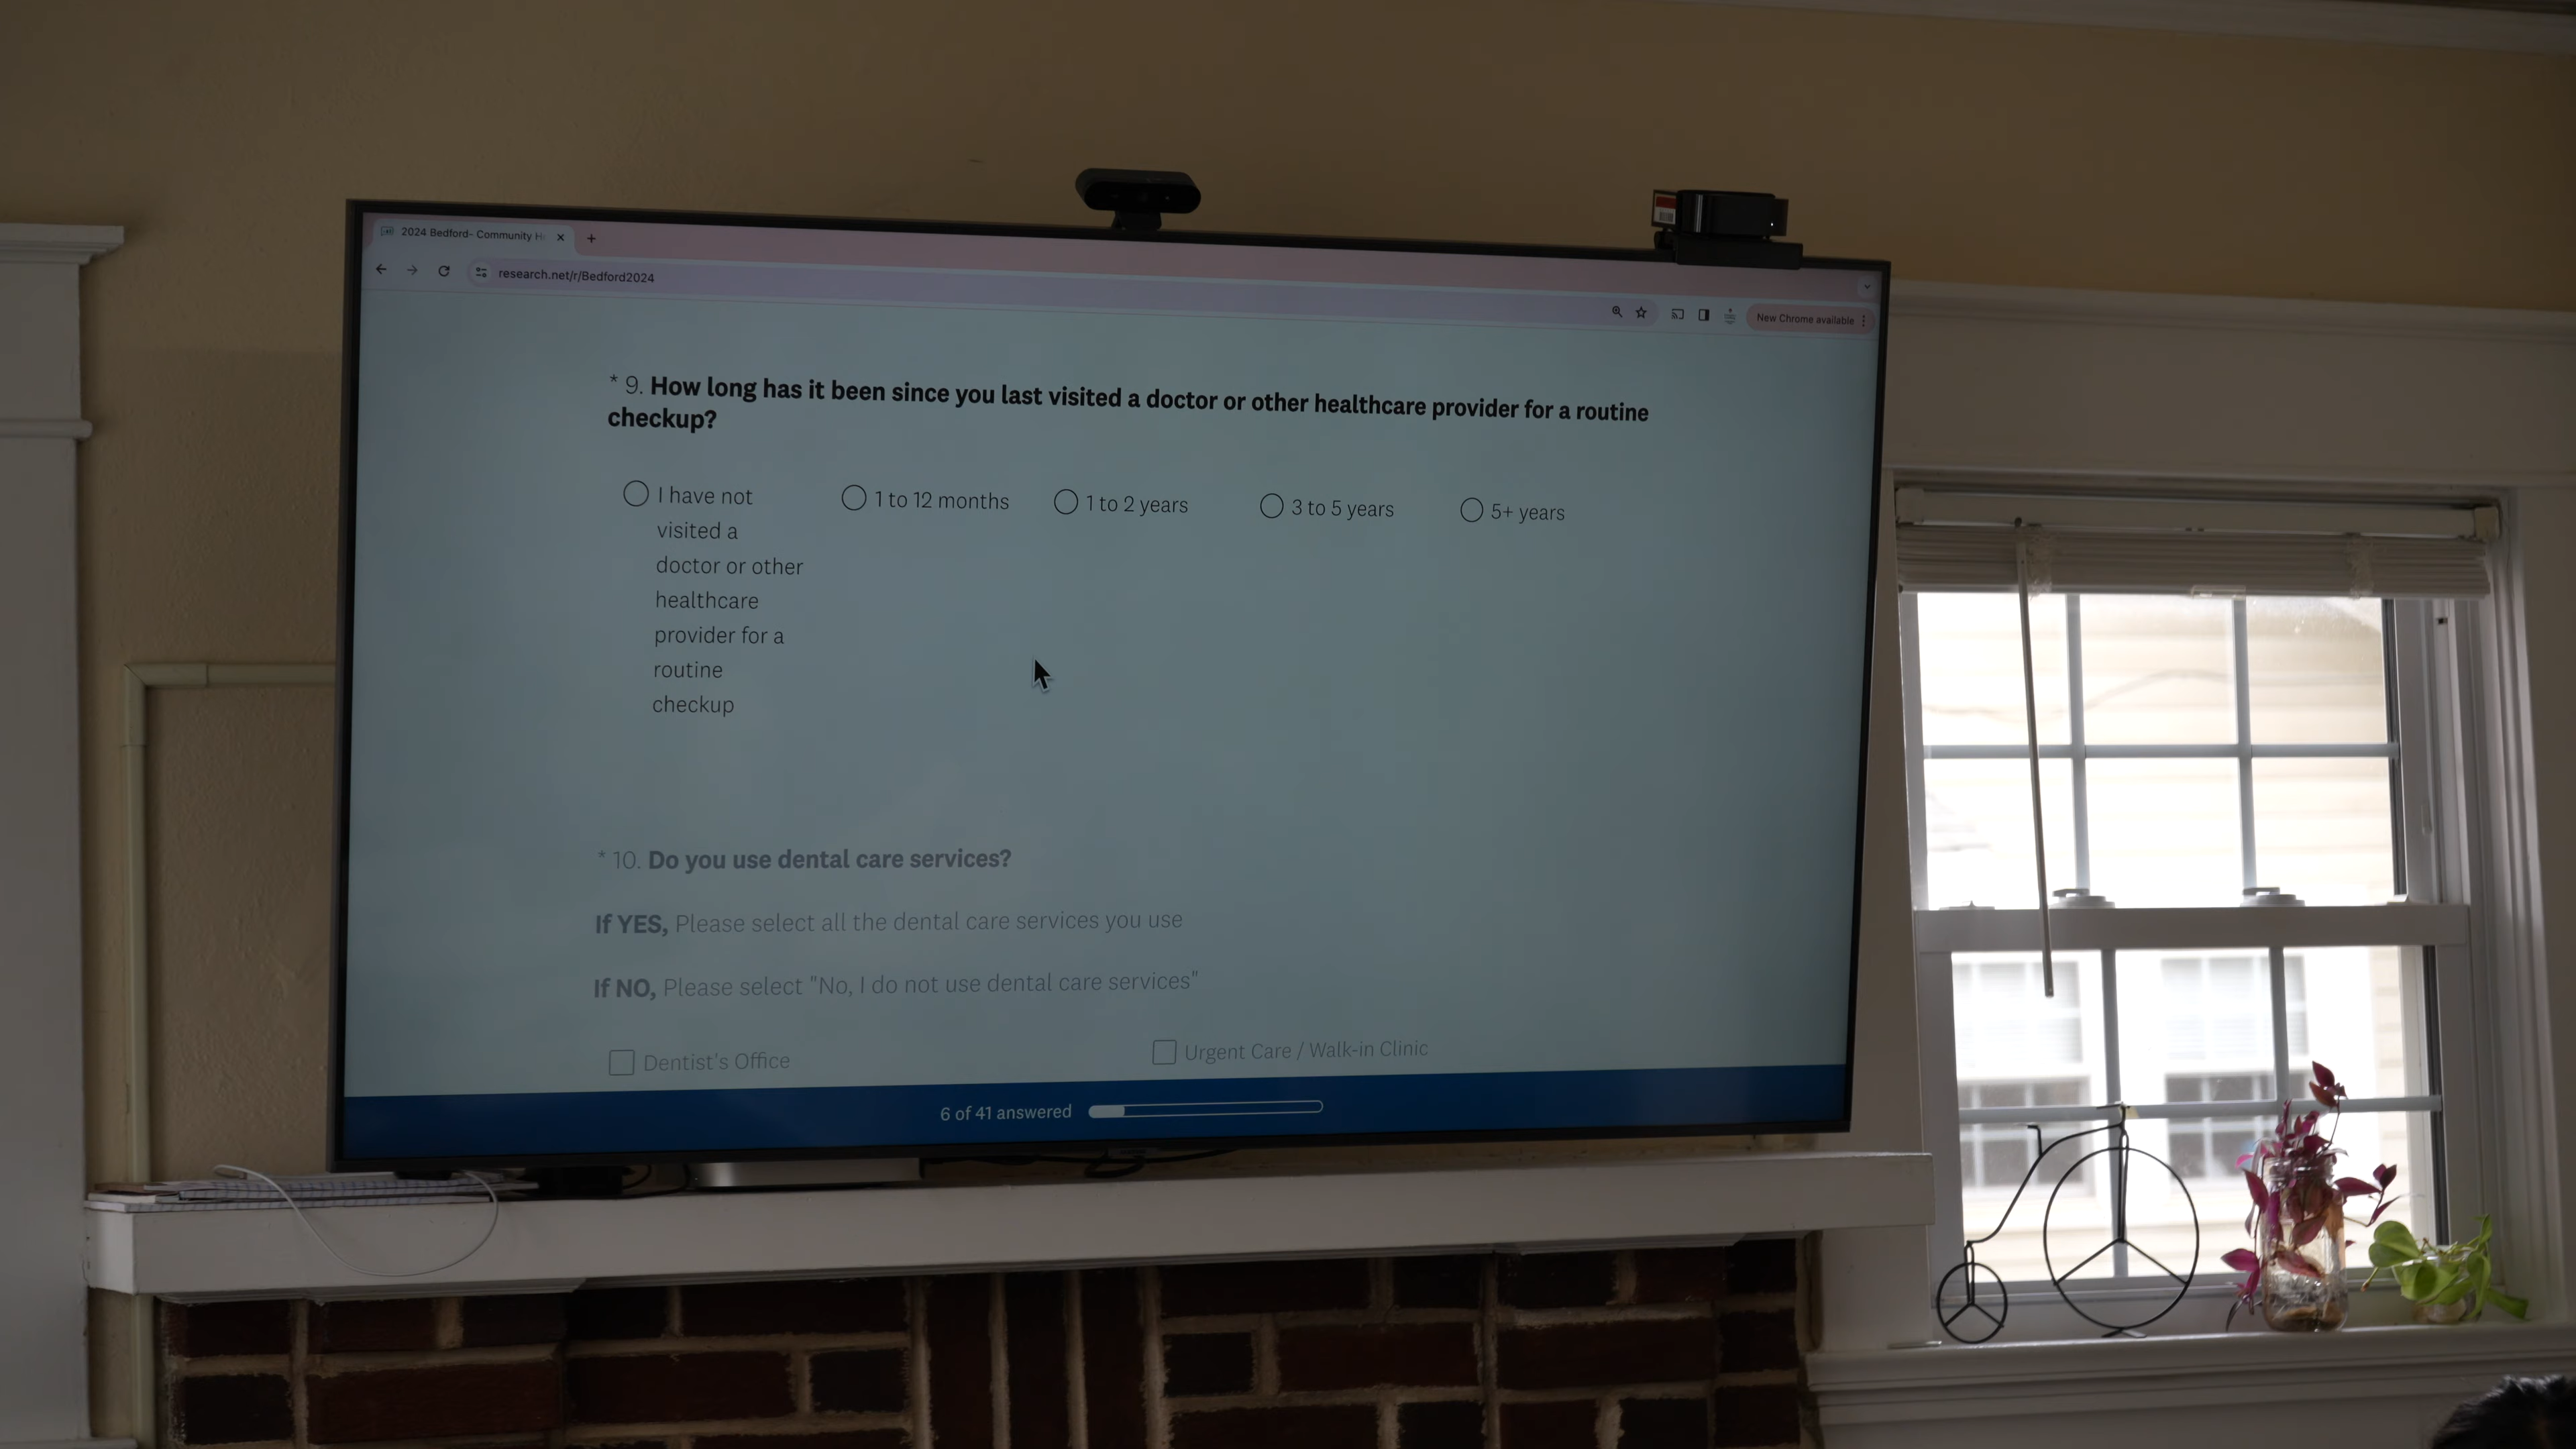 2024 Bedford- Community H
research.net/r/Bedford2024
New Chrome available
* 9. How long has it been since you last visited a doctor or other healthcare provider for a routine
checkup?
I have not
visited a
doctor or other
healthcare
provider for a
routine
checkup
1 to 12 months
1 to 2 years
3 to 5 years
5+ years
* 10. Do you use dental care services?
If YES, Please select all the dental care services you use
If NO, Please select "No, I do not use dental care services"
Dentist's Office
Urgent Care / Walk-in Clinic
6 of 41 answered